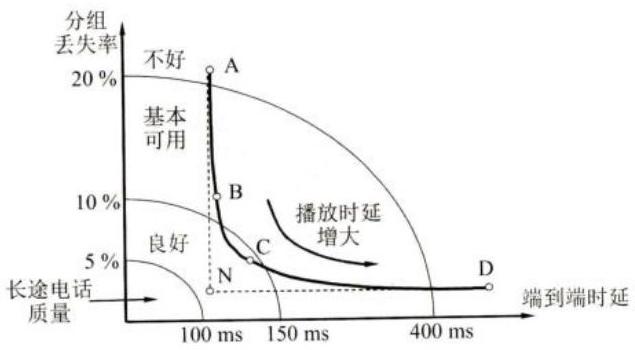 分组
丢失率
不好
A
20 %
基本
可用
10 %
B
播放时延
增大
良好
C
5 %
N
D
长途电话
质量
端到端时延
100 ms
150 ms
400 ms